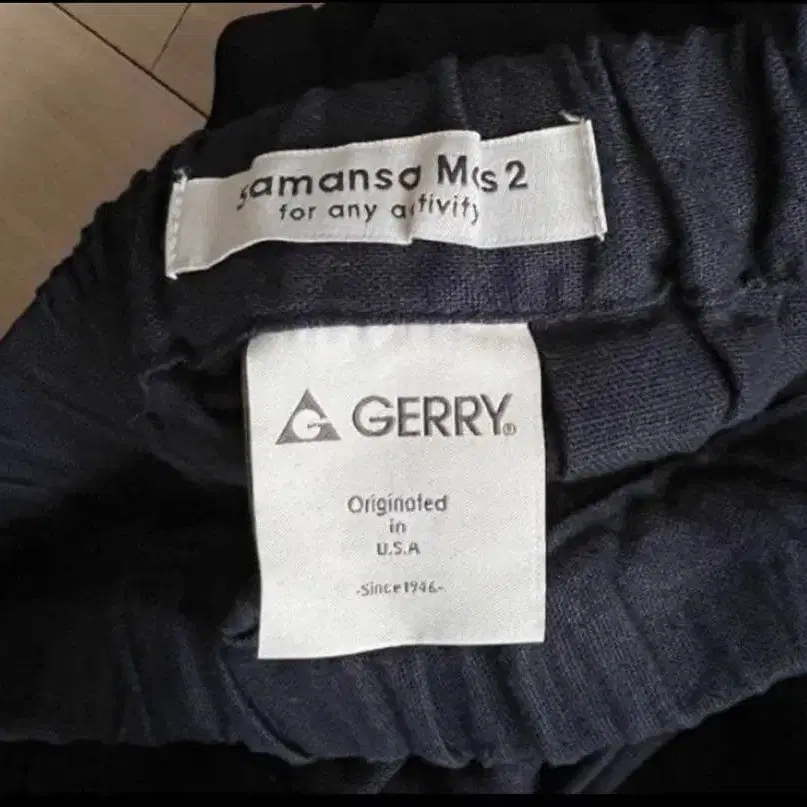 Samansa Mos2
for any activity
GERRY®
Originated
in
U.S.A
-Since1946-